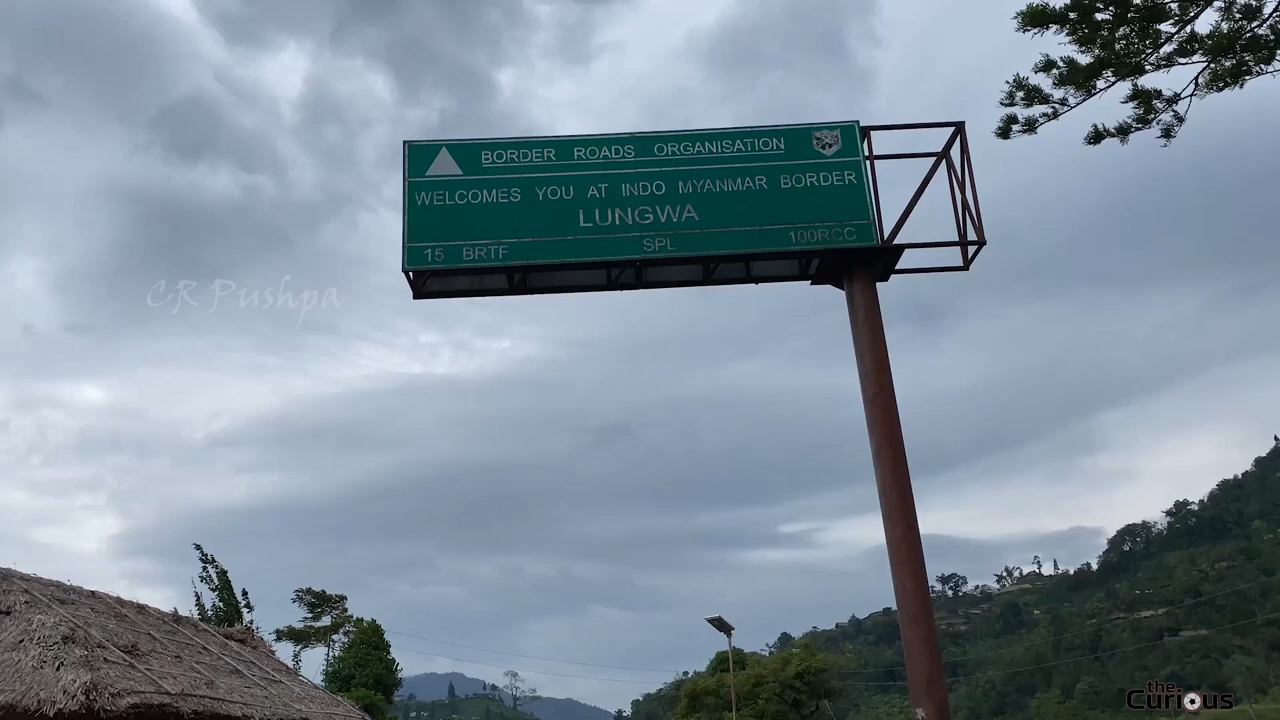 BORDER ROADS ORGANISATION
WELCOMES YOU AT INDO MYANMAR BORDER
LUNGWA
15 BRTF SPL 100RCC
CR Pushpa
the
Curious